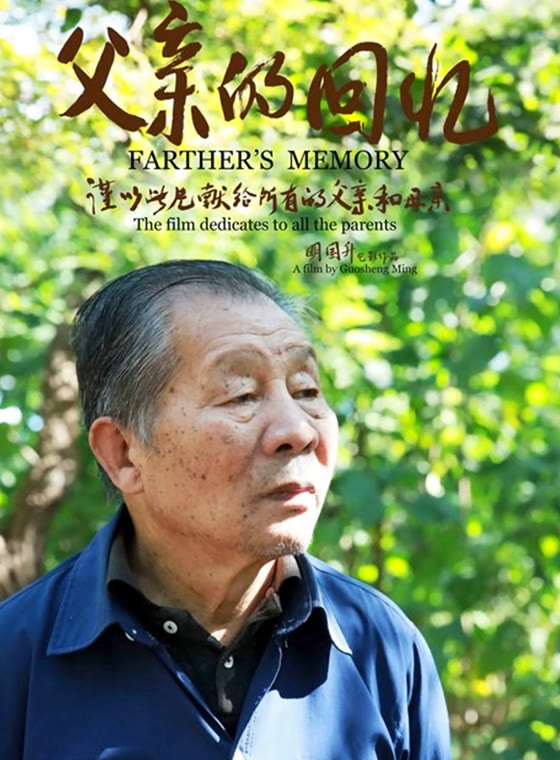 父亲的回忆
FARTHER'S MEMORY
谨以此片献给所有的父亲和母亲
The film dedicates to all the parents
明国升电影作品
A film by Guosheng Ming